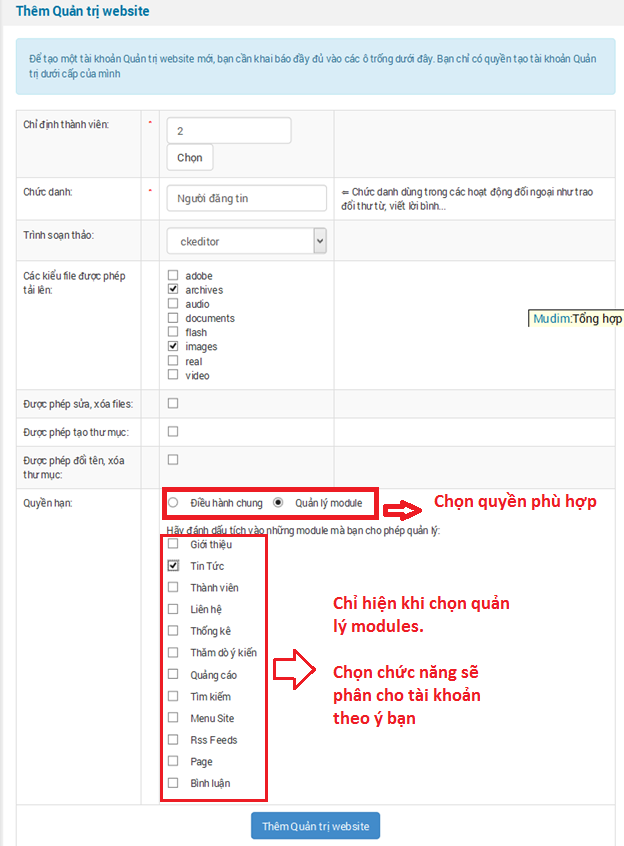 Thêm Quản trị website
Để tạo một tài khoản Quản trị website mới, bạn cần khai báo đầy đủ vào các ô trống dưới đây. Bạn chỉ có quyền tạo tài khoản Quản
trị dưới cấp của mình
Chỉ định thành viên:
*
2
Chọn
Chức danh:
*
Người đăng tin
⇐ Chức danh dùng trong các hoạt động đối ngoại như trao
đổi thư từ, viết lời bình...
Trình soạn thảo:
ckeditor
Các kiểu file được phép
tải lên:
adobe
archives
audio
documents
flash
images
real
video
Mudim:Tổng hợp
Được phép sửa, xóa files:
Được phép tạo thư mục:
Được phép đổi tên, xóa
thư mục:
Quyền hạn:
Điều hành chung Quản lý module
Chọn quyền phù hợp
Hãy đánh dấu tích vào những module mà bạn cho phép quản lý:
Giới thiệu
Tin Tức
Thành viên
Liên hệ
Thống kê
Thăm dò ý kiến
Quảng cáo
Tìm kiếm
Menu Site
Rss Feeds
Page
Bình luận
Chỉ hiện khi chọn quản
lý modules.
Chọn chức năng sẽ
phân cho tài khoản
theo ý bạn
Thêm Quản trị website